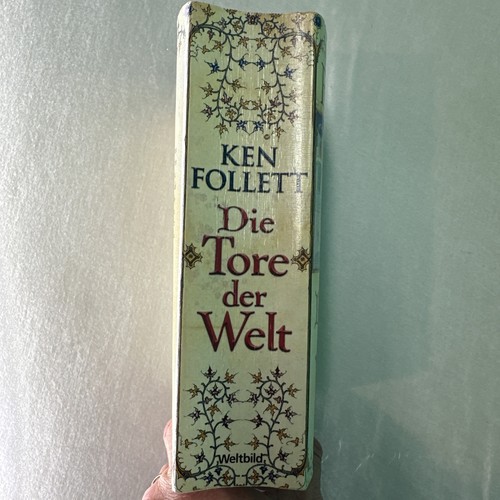 KEN
FOLLETT
Die
Tore
der
Welt
Weltbild